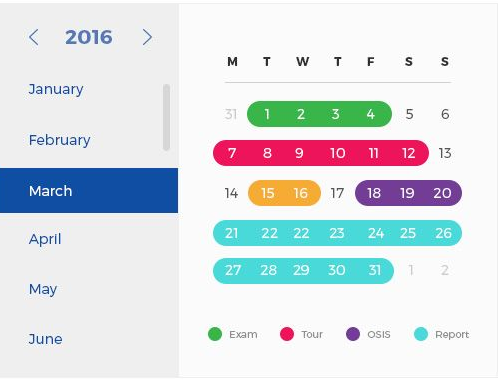 2016
January
February
March
April
May
June
M T W T F S S
31 1 2 3 4 5 6
7 8 9 10 11 12 13
14 15 16 17 18 19 20
21 22 22 23 24 25 26
27 28 29 30 31 1 2
Exam Tour OSIS Report